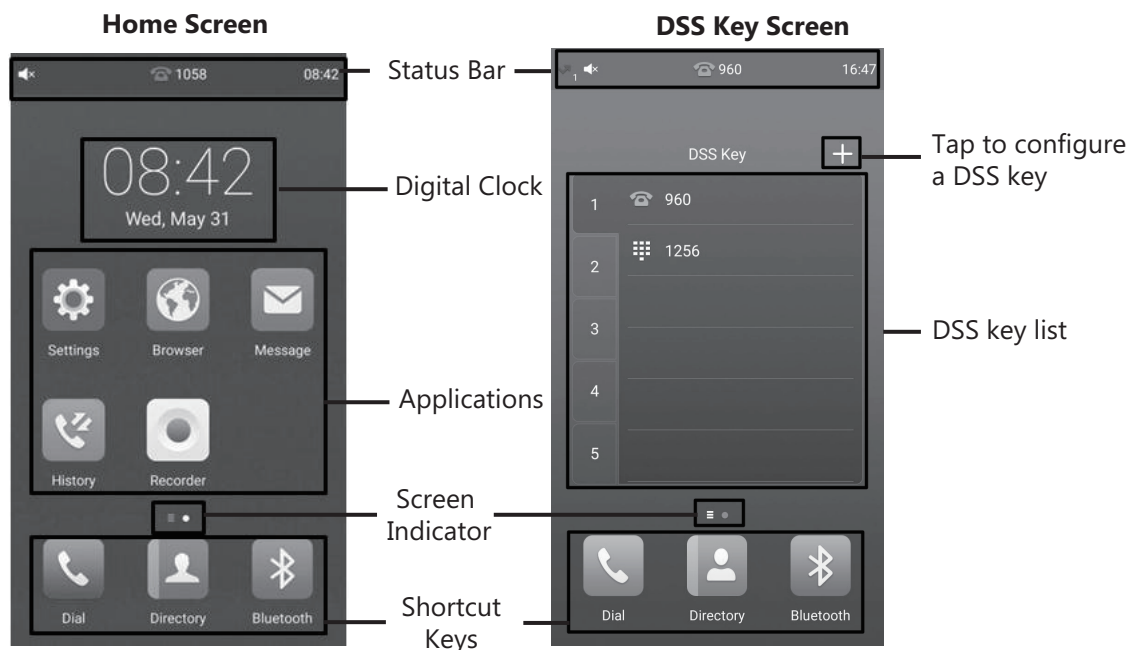 Home Screen
1058
08:42
08:42
Wed, May 31
Settings
Browser
Message
History
Recorder
Dial
Directory
Bluetooth
Status Bar
Digital Clock
Applications
Screen
Indicator
Shortcut
Keys
DSS Key Screen
1
960
16:47
DSS Key
1
960
2
1256
3
4
5
Dial
Directory
Bluetooth
Tap to configure
a DSS key
DSS key list